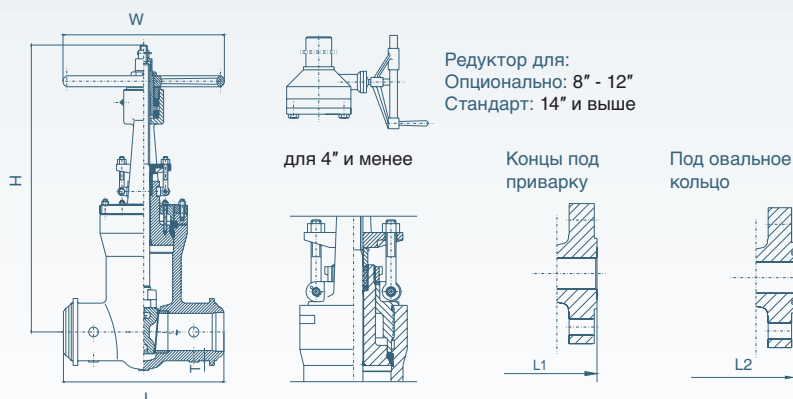 W
H
T
L
Редуктор для:
Опционально: 8″ - 12″
Стандарт: 14″ и выше
для 4″ и менее
Концы под
приварку
L1
Под овальное
кольцо
L2